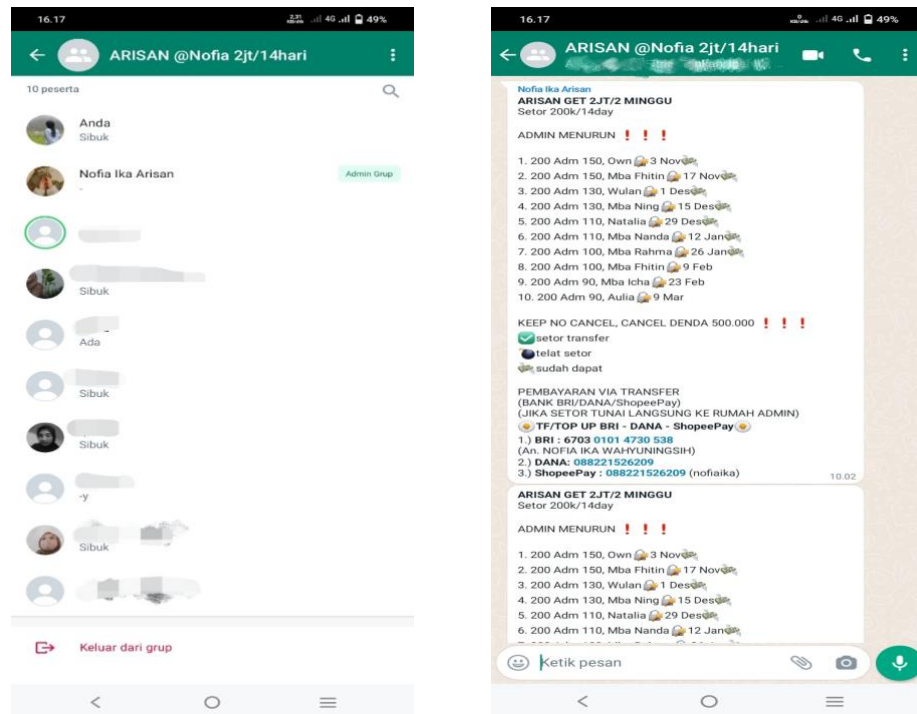 16.17
4G 49%
ARISAN @Nofia 2jt/14hari
10 peserta
Anda
Sibuk
Nofia Ika Arisan
Admin Grup
-
Sibuk
Ada
Sibuk
Sibuk
-y
Sibuk
Keluar dari grup
16.17
4G 49%
ARISAN @Nofia 2jt/14hari
Nofia Ika Arisan
ARISAN GET 2JT/2 MINGGU
Setor 200k/14day
ADMIN MENURUN ❗ ❗ ❗
1. 200 Adm 150, Own 3 Nov
2. 200 Adm 150, Mba Fhitin 17 Nov
3. 200 Adm 130, Wulan 1 Des
4. 200 Adm 130, Mba Ning 15 Des
5. 200 Adm 110, Natalia 29 Des
6. 200 Adm 110, Mba Nanda 12 Jan
7. 200 Adm 100, Mba Rahma 26 Jan
8. 200 Adm 100, Mba Fhitin 9 Feb
9. 200 Adm 90, Mba Icha 23 Feb
10. 200 Adm 90, Aulia 9 Mar
KEEP NO CANCEL, CANCEL DENDA 500.000 ❗ ❗ ❗
✅setor transfer
💣telat setor
sudah dapat
PEMBAYARAN VIA TRANSFER
(BANK BRI/DANA/ShopeePay)
(JIKA SETOR TUNAI LANGSUNG KE RUMAH ADMIN)
TF/TOP UP BRI - DANA - ShopeePay
1.) BRI : 6703 0101 4730 538
(An. NOFIA IKA WAHYUNINGSIH)
2.) DANA: 088221526209
3.) ShopeePay : 088221526209 (nofiaika)
10.02
ARISAN GET 2JT/2 MINGGU
Setor 200k/14day
ADMIN MENURUN ❗ ❗ ❗
1. 200 Adm 150, Own 3 Nov
2. 200 Adm 150, Mba Fhitin 17 Nov
3. 200 Adm 130, Wulan 1 Des
4. 200 Adm 130, Mba Ning 15 Des
5. 200 Adm 110, Natalia 29 Des
6. 200 Adm 110, Mba Nanda 12 Jan
Ketik pesan